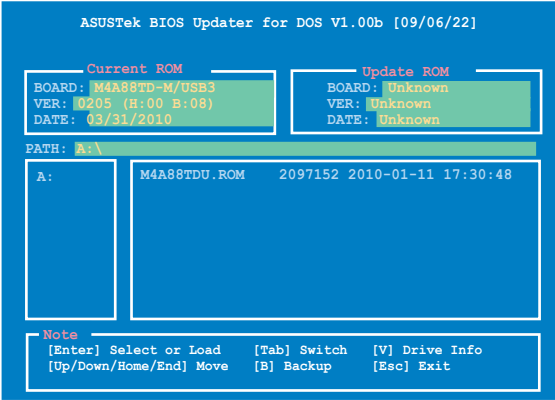 ASUSTek BIOS Updater for DOS V1.00b [09/06/22]
Current ROM
BOARD: M4A88TD-M/USB3
VER: 0205 (H:00 B:08)
DATE: 03/31/2010
Update ROM
BOARD: Unknown
VER: Unknown
DATE: Unknown
PATH: A:\
A:
M4A88TDU.ROM 2097152 2010-01-11 17:30:48
Note
[Enter] Select or Load [Tab] Switch [V] Drive Info
[Up/Down/Home/End] Move [B] Backup [Esc] Exit